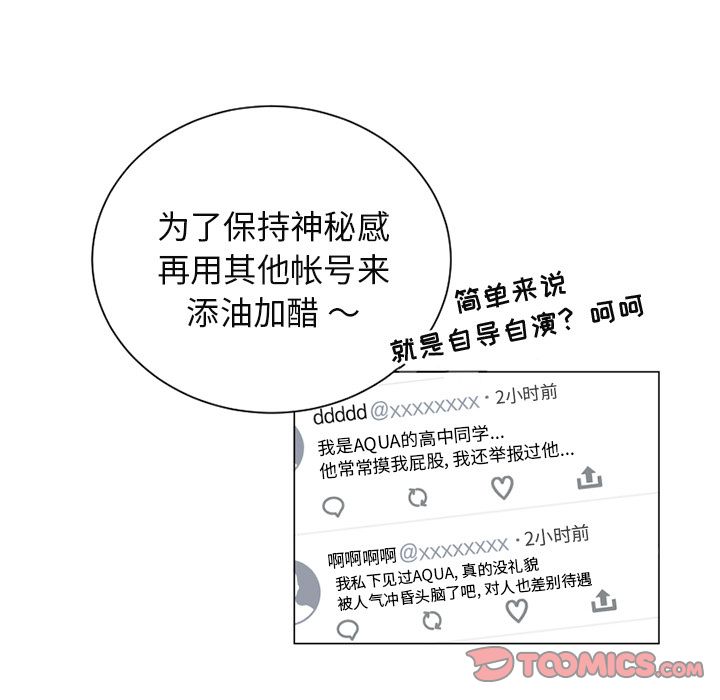 为了保持神秘感
再用其他帐号来
添油加醋～
简单来说
就是自导自演？呵呵
ddddd @xxxxxxxx · 2小时前
我是AQUA的高中同学...
他常常摸我屁股, 我还举报过他...
啊啊啊啊 @xxxxxxxx · 2小时前
我私下见过AQUA, 真的没礼貌
被人气冲昏头脑了吧, 对人也差别待遇
TOOMICS.COM